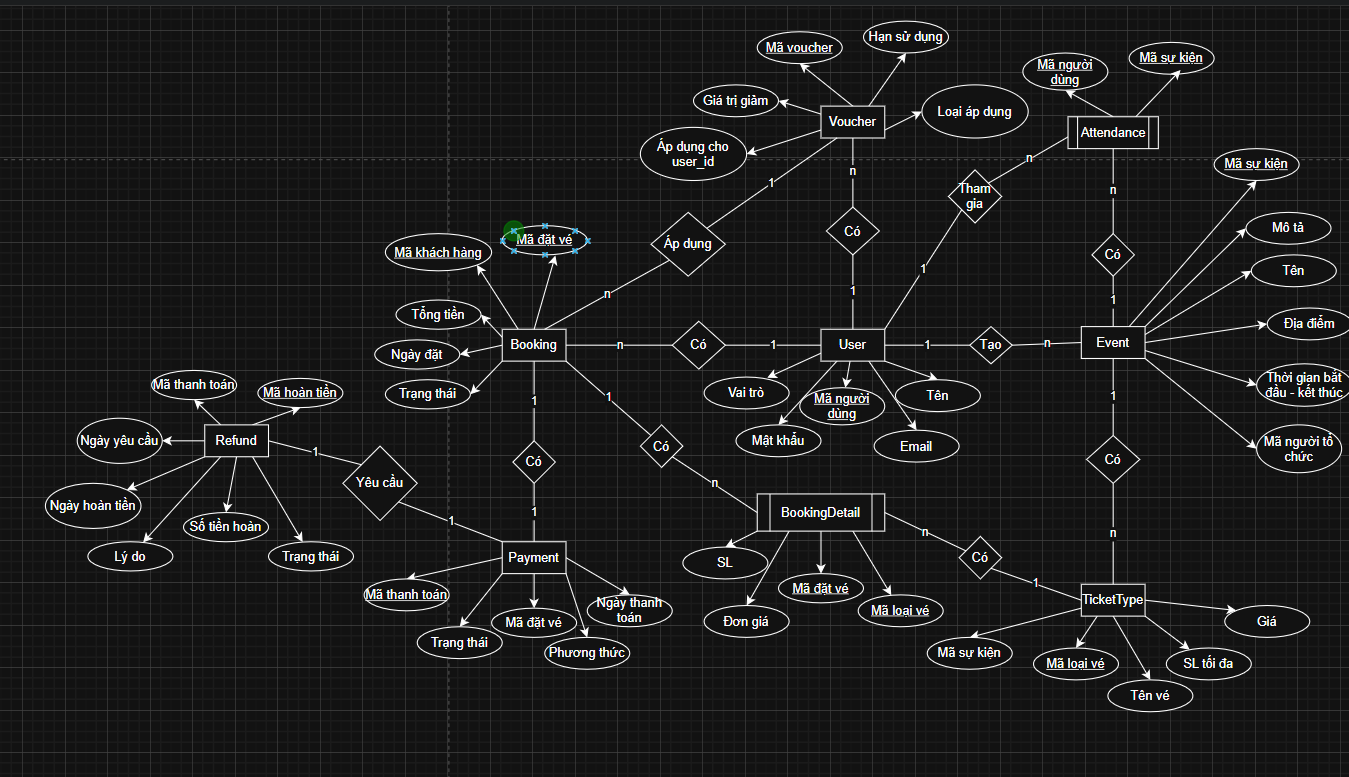 Hạn sử dụng
Mã voucher
Mã người
dùng
Mã sự kiện
Giá trị giảm
Loại áp dụng
Voucher
Attendance
Áp dụng cho
user_id
n
n
1
n
Mã sự kiện
Tham
gia
Mô tả
Mã đặt vé
Mã khách hàng
Áp dụng
Có
Có
Tên
1
n
1
1
Tổng tiền
Địa điểm
Booking
n
Có
1
User
1
Tạo
n
Event
Ngày đặt
Trạng thái
Vai trò
Mã người
dùng
Tên
Thời gian bắt
đầu - kết thúc
Mã thanh toán
Mã hoàn tiền
1
1
1
Mật khẩu
Email
Mã người tổ
chức
Ngày yêu cầu
Refund
1
Có
Có
Có
Yêu cầu
n
Ngày hoàn tiền
1
1
BookingDetail
Số tiền hoàn
n
n
Lý do
Trạng thái
Payment
SL
Có
1
Mã thanh toán
Mã đặt vé
TicketType
Ngày thanh
toán
Mã loại vé
Mã đặt vé
Đơn giá
Giá
Trạng thái
Phương thức
Mã sự kiện
Mã loại vé
SL tối đa
Tên vé